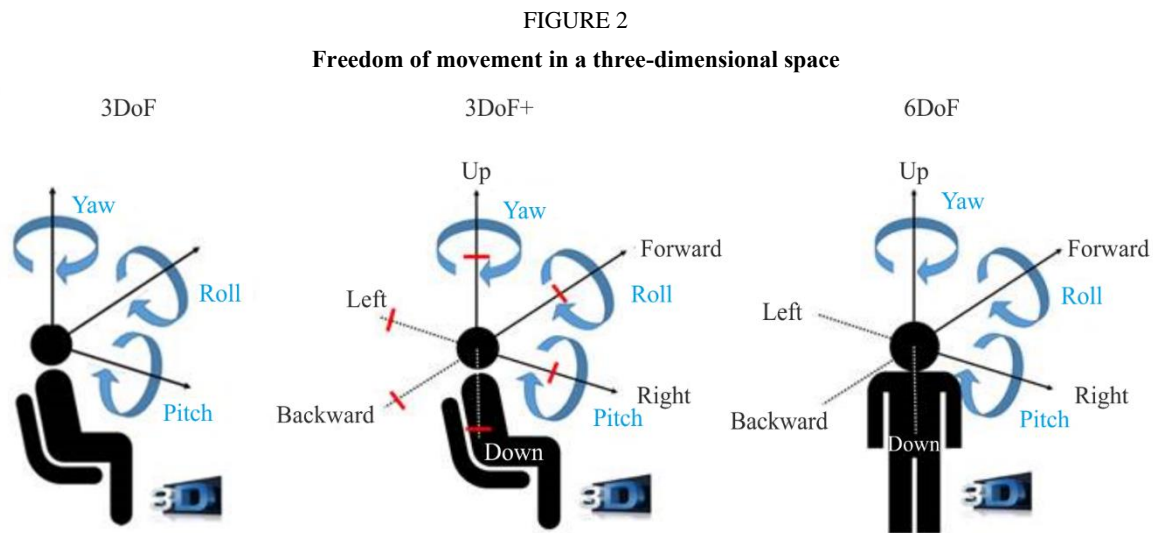 FIGURE 2
Freedom of movement in a three-dimensional space
3DoF
3DoF+
6DoF
Yaw
Roll
Pitch
3D
Up
Yaw
Forward
Roll
Left
Backward
Right
Pitch
Down
3D
Up
Yaw
Forward
Roll
Left
Backward
Right
Pitch
Down
3D